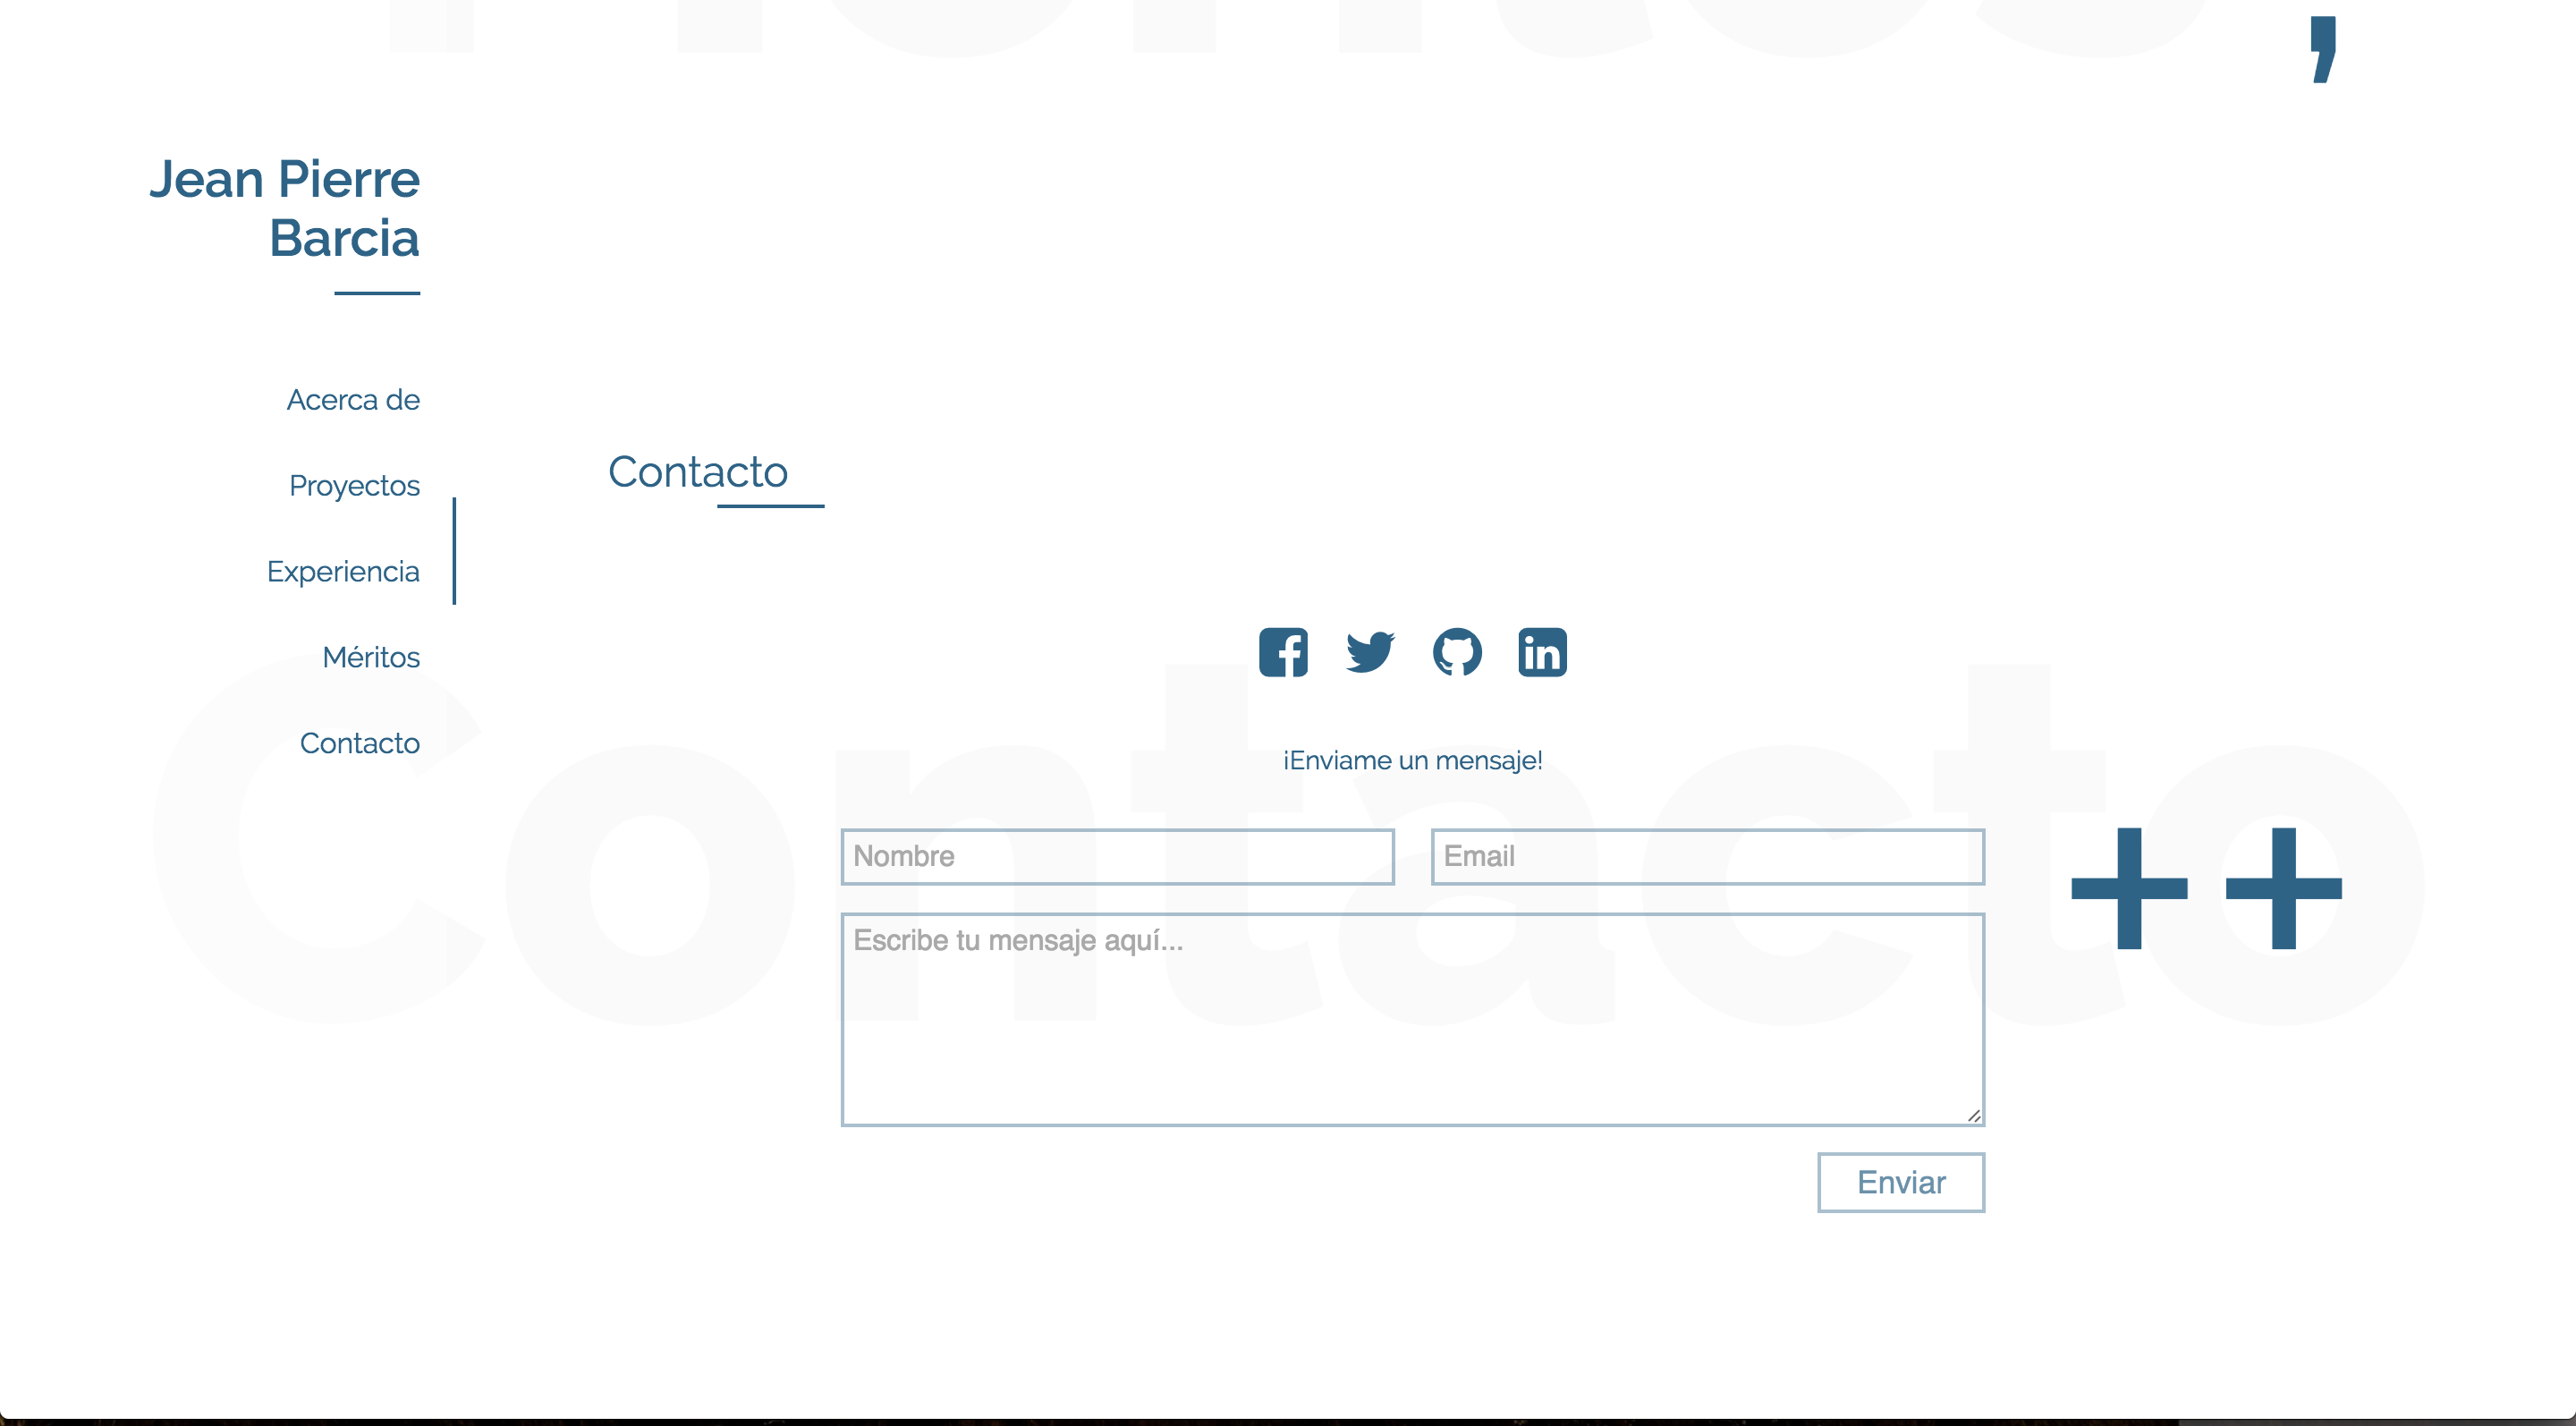 ,
Jean Pierre
Barcia
Acerca de
Proyectos
Experiencia
Méritos
Contacto
Contacto
¡Enviame un mensaje!
Nombre
Email
Escribe tu mensaje aquí...
Enviar
Contacto
++